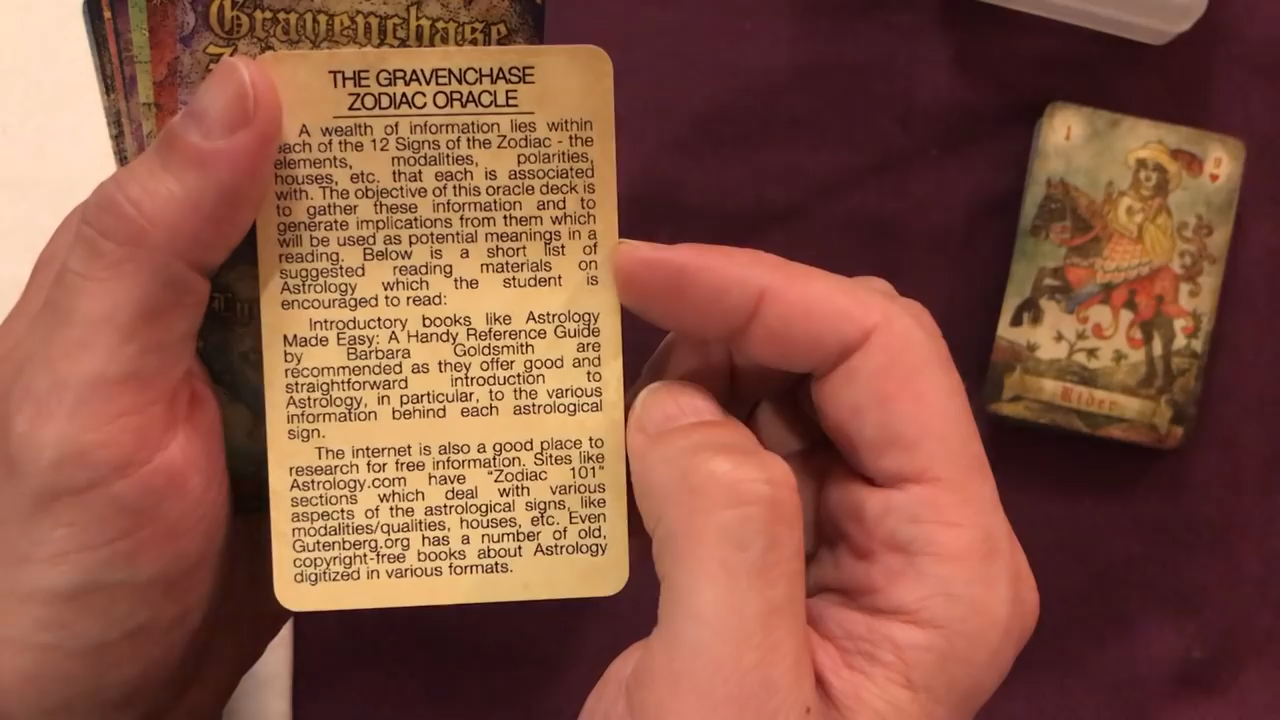 Gravenchase
THE GRAVENCHASE
ZODIAC ORACLE
A wealth of information lies within
each of the 12 Signs of the Zodiac - the
elements, modalities, polarities,
houses, etc. that each is associated
with. The objective of this oracle deck is
to gather these information and to
generate implications from them which
will be used as potential meanings in a
reading. Below is a short list of
suggested reading materials on
Astrology which the student is
encouraged to read:
Introductory books like Astrology
Made Easy: A Handy Reference Guide
by Barbara Goldsmith are
recommended as they offer good and
straightforward introduction to
Astrology, in particular, to the various
information behind each astrological
sign.
The internet is also a good place to
research for free information. Sites like
Astrology.com have "Zodiac 101"
sections which deal with various
aspects of the astrological signs, like
modalities/qualities, houses, etc. Even
Gutenberg.org has a number of old,
copyright-free books about Astrology
digitized in various formats.
1
Rider